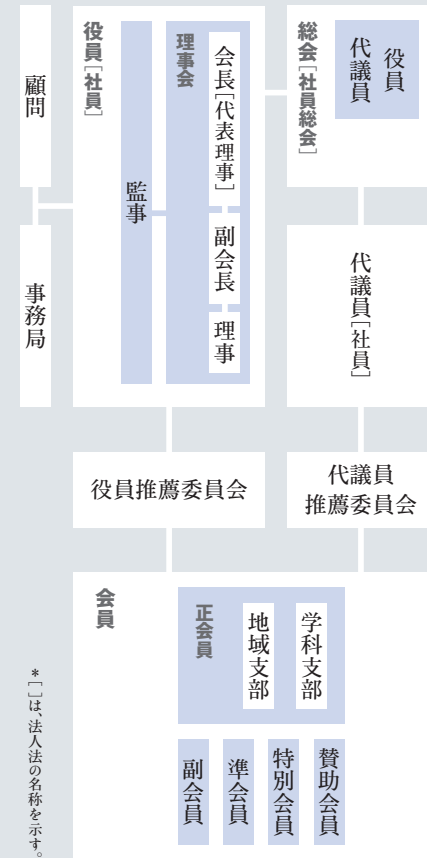 総会[社員総会]
役員
代議員
代議員[社員]
代議員
推薦委員会
役員[社員]
理事会
会長[代表理事]
副会長
理事
監事
顧問
事務局
役員推薦委員会
会員
正会員
学科支部
地域支部
賛助会員
特別会員
準会員
副会員
*[ ]は、法人法の名称を示す。